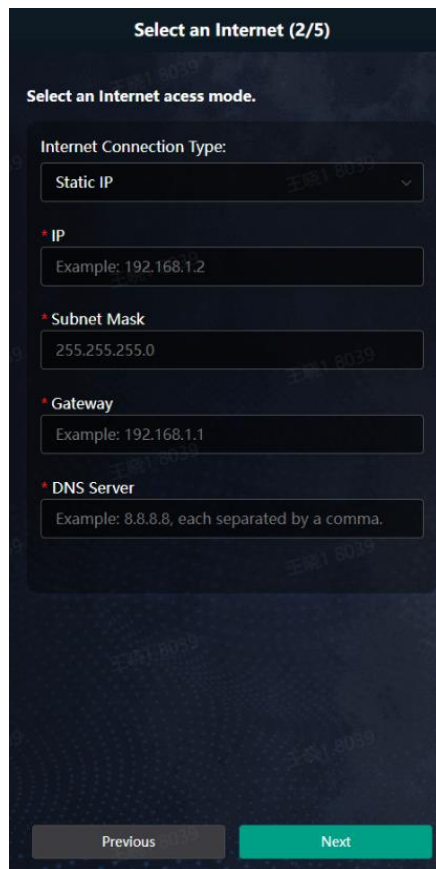 Select an Internet (2/5)
Select an Internet acess mode.
Internet Connection Type:
Static IP
* IP
Example: 192.168.1.2
* Subnet Mask
255.255.255.0
* Gateway
Example: 192.168.1.1
* DNS Server
Example: 8.8.8.8, each separated by a comma.
Previous
Next